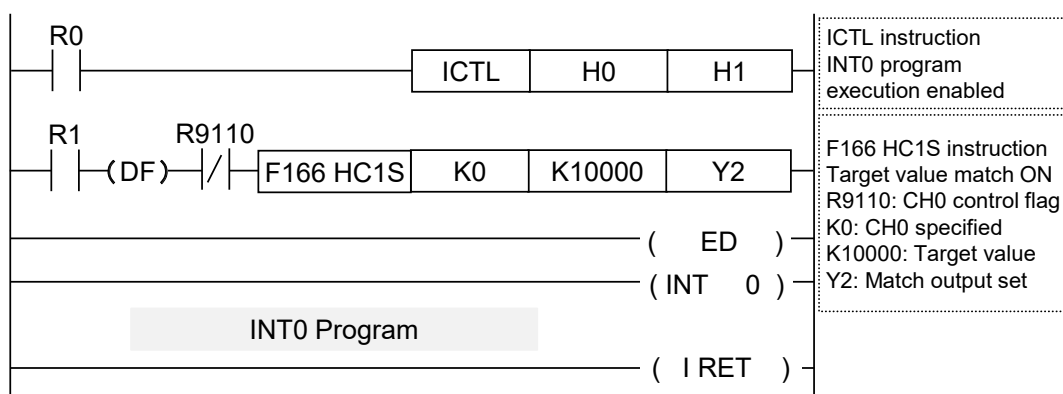 R0
ICTL H0 H1
ICTL instruction
INT0 program
execution enabled
R1 (DF) R9110 / F166 HC1S K0 K10000 Y2
F166 HC1S instruction
Target value match ON
R9110: CH0 control flag
K0: CH0 specified
K10000: Target value
Y2: Match output set
( ED )
( INT 0 )
INT0 Program
( I RET )